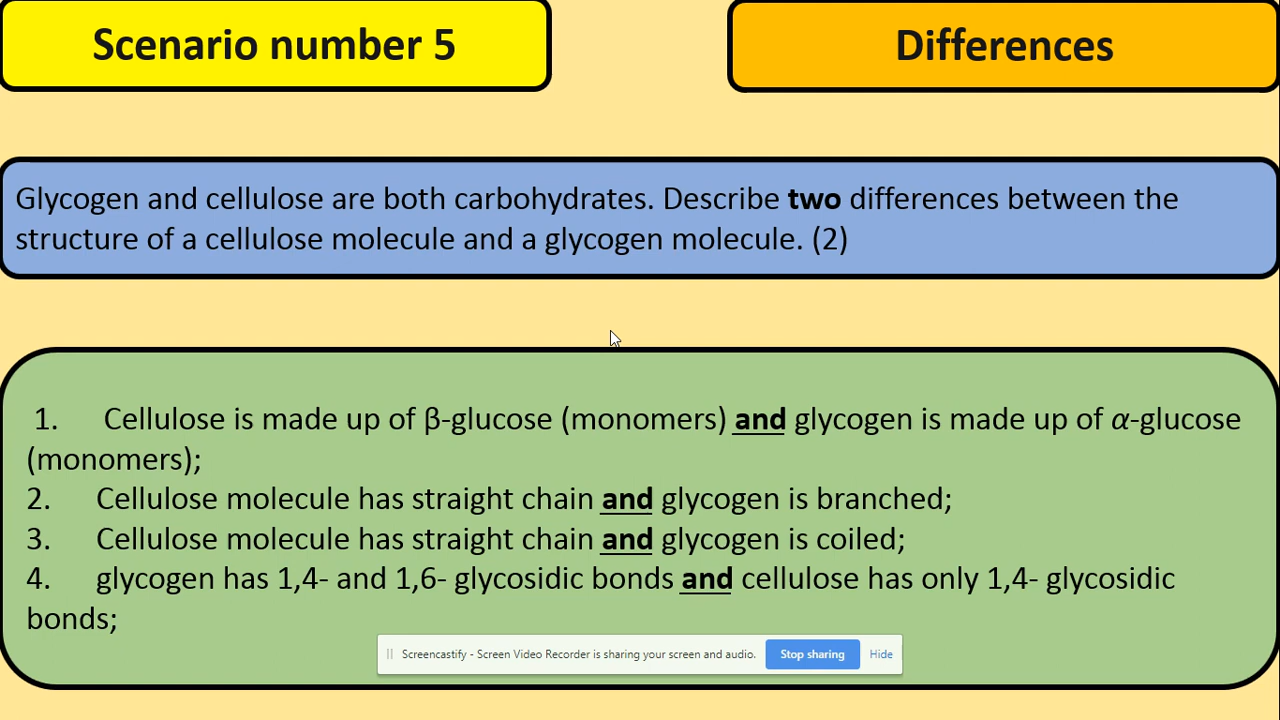 Scenario number 5
Differences
Glycogen and cellulose are both carbohydrates. Describe two differences between the
structure of a cellulose molecule and a glycogen molecule. (2)
1. Cellulose is made up of β-glucose (monomers) and glycogen is made up of α-glucose
(monomers);
2. Cellulose molecule has straight chain and glycogen is branched;
3. Cellulose molecule has straight chain and glycogen is coiled;
4. glycogen has 1,4- and 1,6- glycosidic bonds and cellulose has only 1,4- glycosidic
bonds;
Screencastify - Screen Video Recorder is sharing your screen and audio. Stop sharing Hide